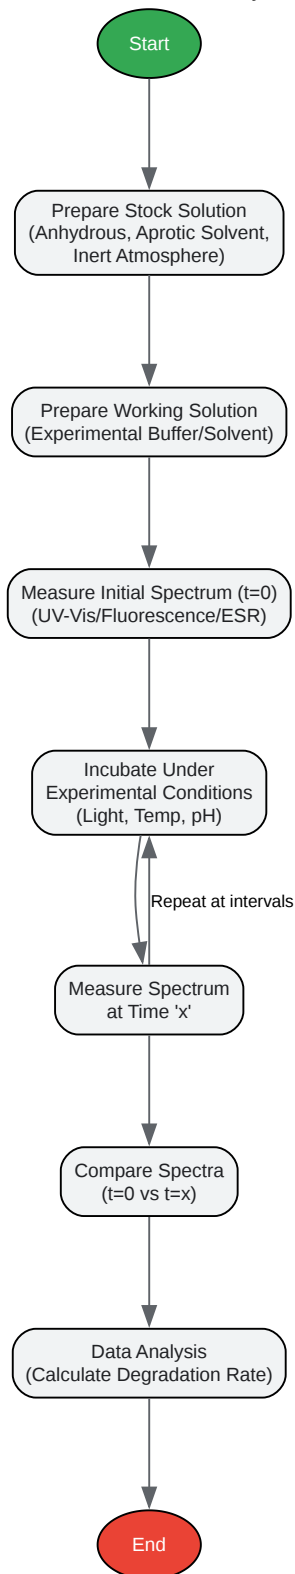 Start
Prepare Stock Solution
(Anhydrous, Aprotic Solvent,
Inert Atmosphere)
Prepare Working Solution
(Experimental Buffer/Solvent)
Measure Initial Spectrum (t=0)
(UV-Vis/Fluorescence/ESR)
Incubate Under
Experimental Conditions
(Light, Temp, pH)
Repeat at intervals
Measure Spectrum
at Time 'x'
Compare Spectra
(t=0 vs t=x)
Data Analysis
(Calculate Degradation Rate)
End